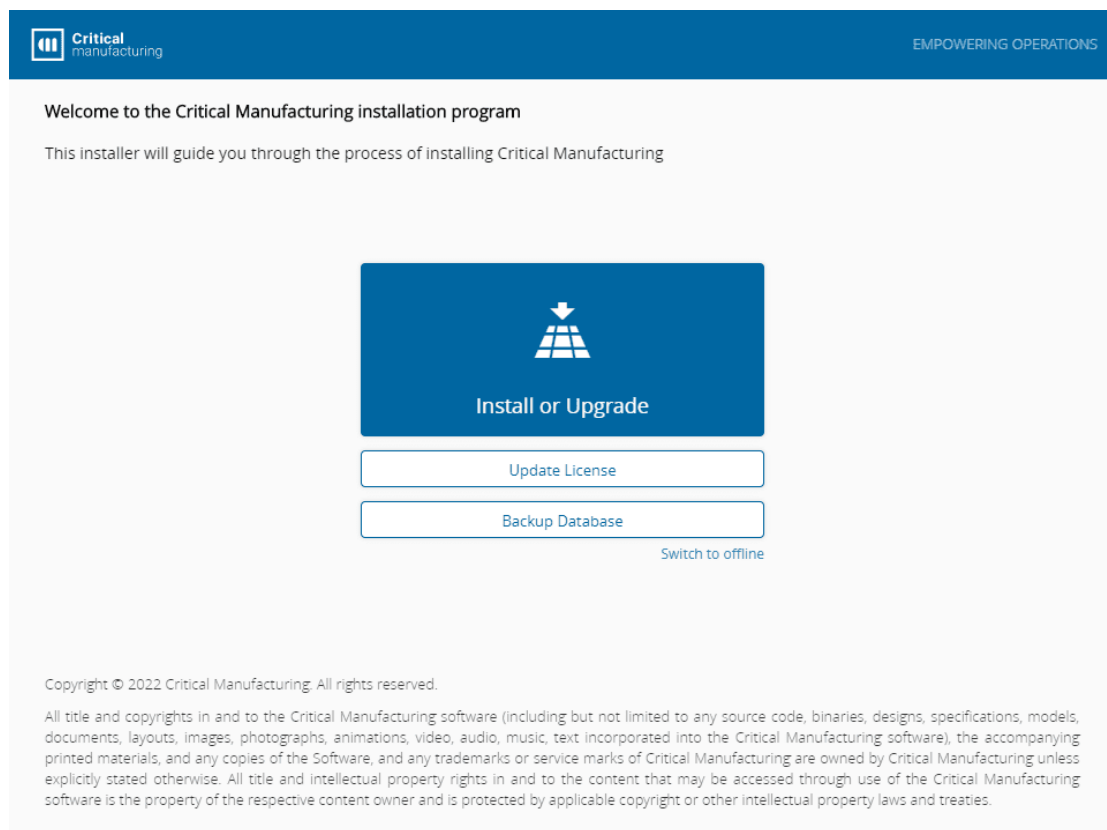 Critical
manufacturing
EMPOWERING OPERATIONS
Welcome to the Critical Manufacturing installation program
This installer will guide you through the process of installing Critical Manufacturing
Install or Upgrade
Update License
Backup Database
Switch to offline
Copyright © 2022 Critical Manufacturing. All rights reserved.
All title and copyrights in and to the Critical Manufacturing software (including but not limited to any source code, binaries, designs, specifications, models,
documents, layouts, images, photographs, animations, video, audio, music, text incorporated into the Critical Manufacturing software), the accompanying
printed materials, and any copies of the Software, and any trademarks or service marks of Critical Manufacturing are owned by Critical Manufacturing unless
explicitly stated otherwise. All title and intellectual property rights in and to the content that may be accessed through use of the Critical Manufacturing
software is the property of the respective content owner and is protected by applicable copyright or other intellectual property laws and treaties.